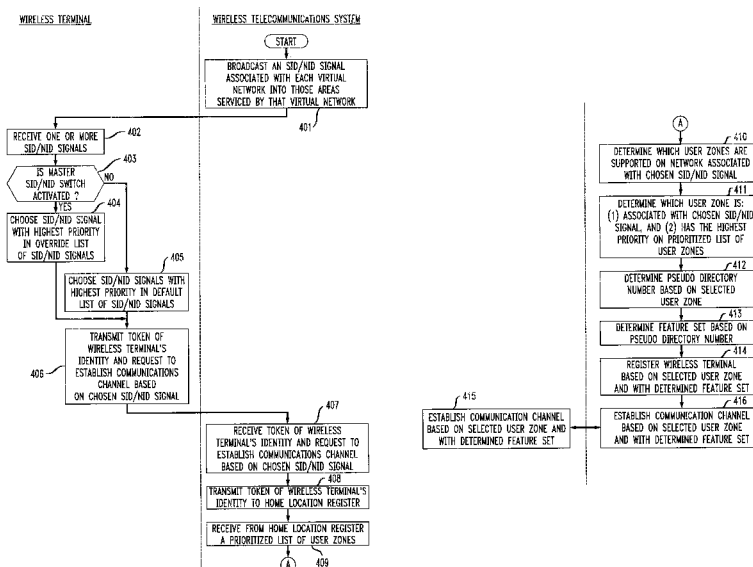 WIRELESS TERMINAL
WIRELESS TELECOMMUNICATIONS SYSTEM
START
BROADCAST AN SID/NID SIGNAL
ASSOCIATED WITH EACH VIRTUAL
NETWORK INTO THOSE AREAS
SERVICED BY THAT VIRTUAL NETWORK
401
402
RECEIVE ONE OR MORE
SID/NID SIGNALS
403
IS MASTER
SID/NID SWITCH
ACTIVATED ?
NO
YES
404
CHOOSE SID/NID SIGNAL
WITH HIGHEST PRIORITY
IN OVERRIDE LIST
OF SID/NID SIGNALS
405
CHOOSE SID/NID SIGNALS WITH
HIGHEST PRIORITY IN DEFAULT
LIST OF SID/NID SIGNALS
406
TRANSMIT TOKEN OF
WIRELESS TERMINAL'S
IDENTITY AND REQUEST TO
ESTABLISH COMMUNICATIONS
CHANNEL BASED
ON CHOSEN SID/NID SIGNAL
407
RECEIVE TOKEN OF WIRELESS
TERMINAL'S IDENTITY AND REQUEST TO
ESTABLISH COMMUNICATIONS CHANNEL
BASED ON CHOSEN SID/NID SIGNAL
408
TRANSMIT TOKEN OF WIRELESS TERMINAL'S
IDENTITY TO HOME LOCATION REGISTER
RECEIVE FROM HOME LOCATION REGISTER
A PRIORITIZED LIST OF USER ZONES
409
A
A
410
DETERMINE WHICH USER ZONES ARE
SUPPORTED ON NETWORK ASSOCIATED
WITH CHOSEN SID/NID SIGNAL
411
DETERMINE WHICH USER ZONE IS:
(1) ASSOCIATED WITH CHOSEN SID/NID
SIGNAL, AND (2) HAS THE HIGHEST
PRIORITY ON PRIORITIZED LIST OF
USER ZONES
412
DETERMINE PSEUDO DIRECTORY
NUMBER BASED ON SELECTED
USER ZONE
413
DETERMINE FEATURE SET BASED ON
PSEUDO DIRECTORY NUMBER
414
REGISTER WIRELESS TERMINAL
BASED ON SELECTED USER ZONE
AND WITH DETERMINED FEATURE SET
415
ESTABLISH COMMUNICATION CHANNEL
BASED ON SELECTED USER ZONE AND
WITH DETERMINED FEATURE SET
416
ESTABLISH COMMUNICATION CHANNEL
BASED ON SELECTED USER ZONE
AND WITH DETERMINED FEATURE SET